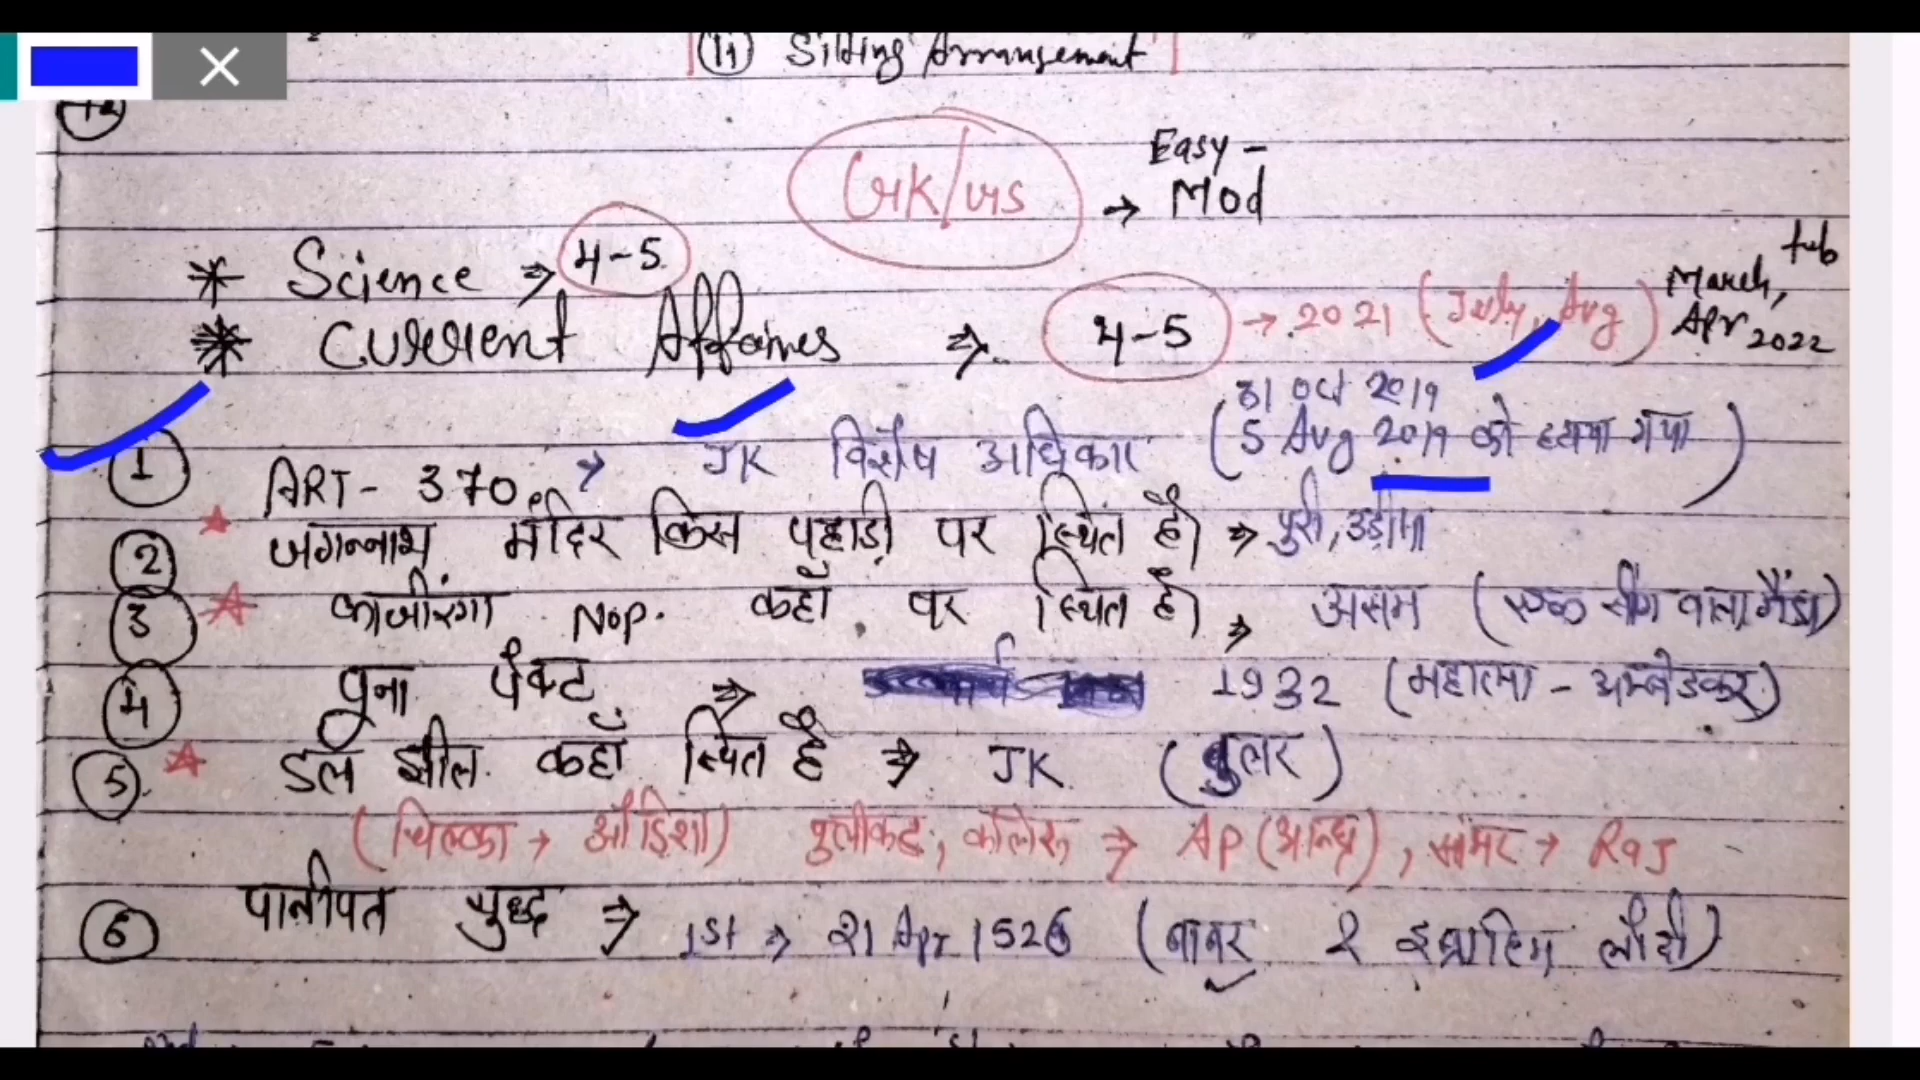 (11) Sitting Arrangement
GK/GS → Easy - Mod
* Science ⇒ 4-5
* Current Affaires ⇒ 4-5 → 2021 (July, Aug) feb March, Apr 2022
31 Oct 2019
① ART - 370 → JK विशेष अधिकार (5 Aug 2019 को हटाया गया)
② जगन्नाथ मंदिर किस पहाड़ी पर स्थित है। ⇒ पुरी, उड़ीसा
③ काजीरंगा Nop. कहाँ पर स्थित है। ⇒ असम (एक सींग वाला गैंडा)
④ पूना पैक्ट ⇒ 1932 (महात्मा - अम्बेडकर)
⑤ डल झील कहाँ स्थित है ⇒ JK (वुलर)
(चिल्का → ओडिशा) पुलीकट, कोलेरू ⇒ AP (आन्ध्र), सांभर → Raj
⑥ पानीपत युद्ध ⇒ 1st ⇒ 21 Apr 1526 (बाबर & इब्राहिम लोदी)